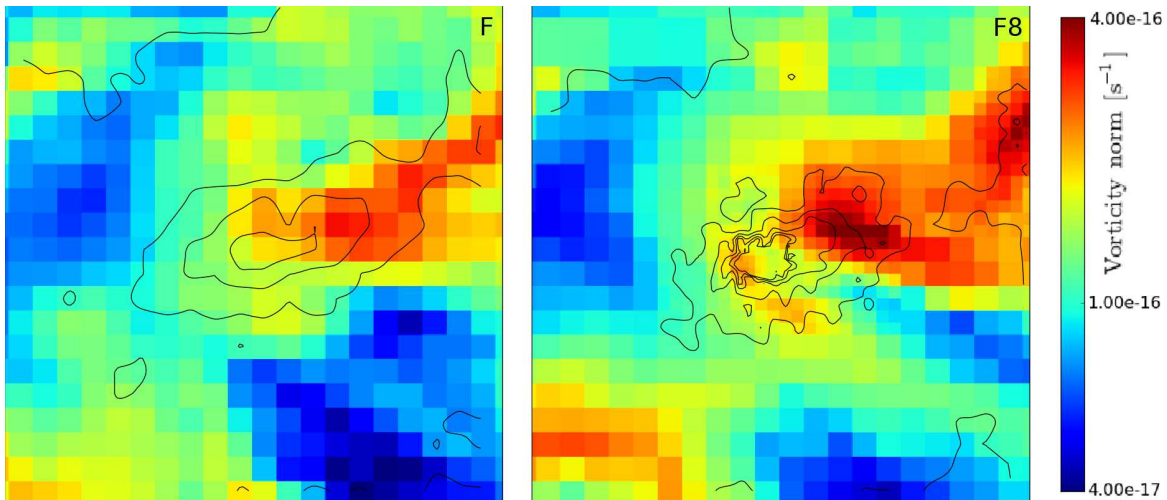 F
F8
4.00e-16
Vorticity norm [s⁻¹]
1.00e-16
4.00e-17